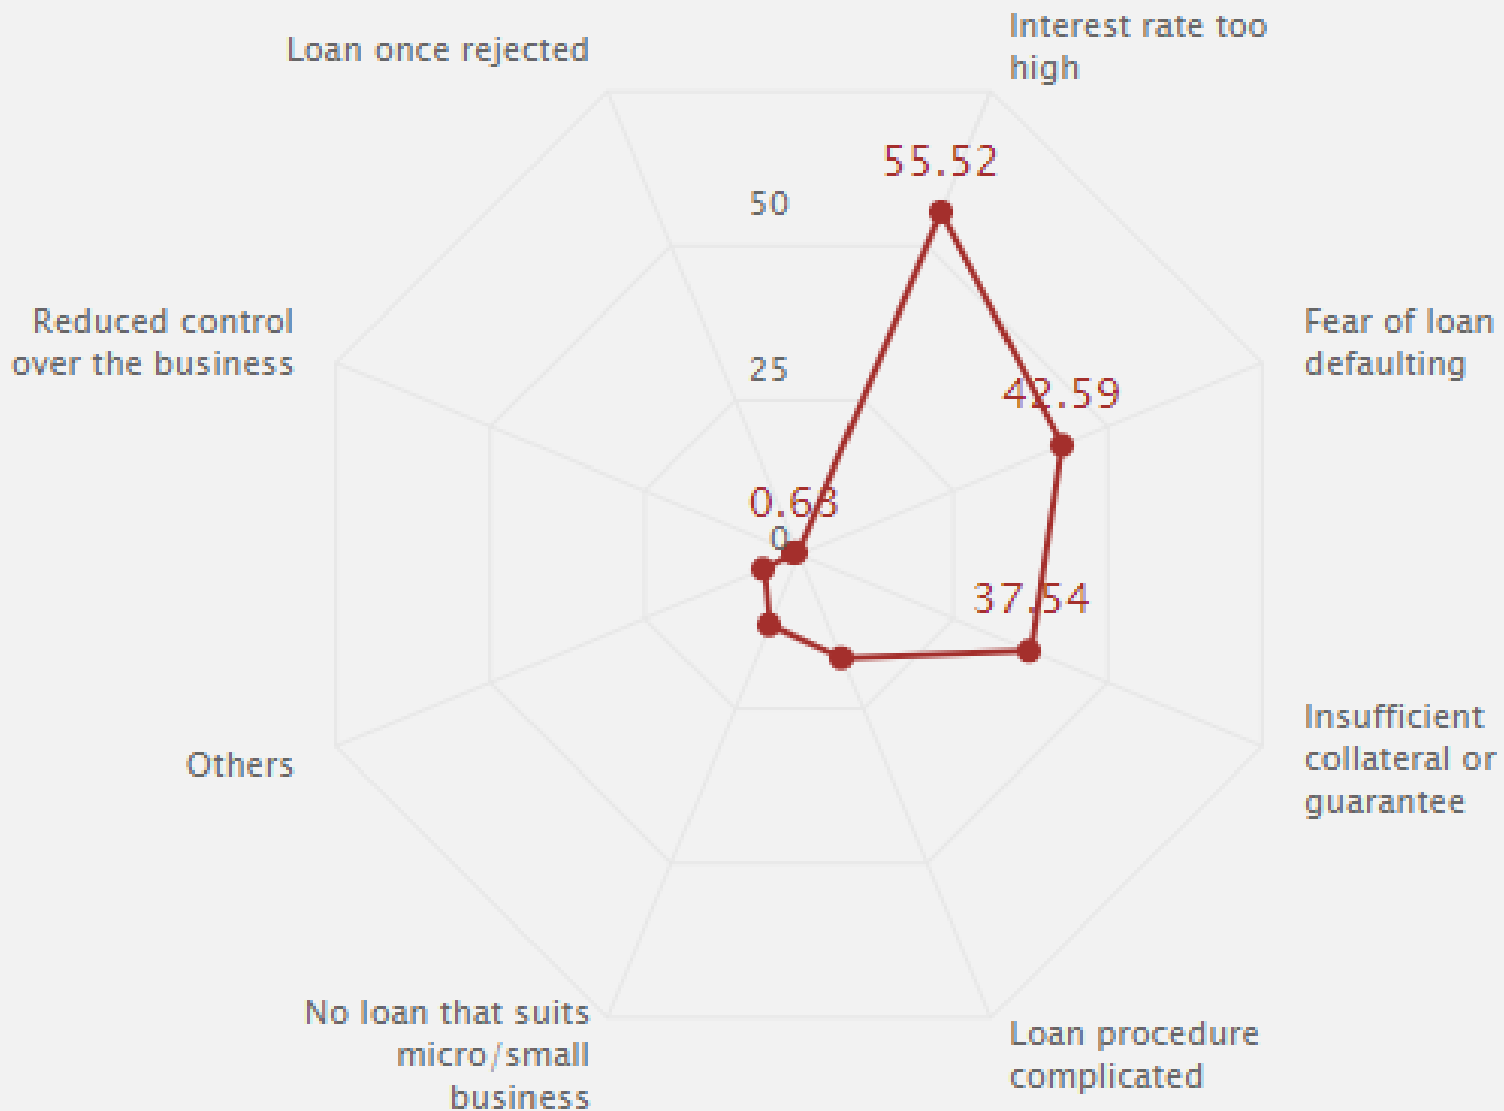 Interest rate too
high
Loan once rejected
55.52
50
Reduced control
over the business
Fear of loan
defaulting
25
42.59
0.63
0
37.54
Insufficient
collateral or
guarantee
Others
No loan that suits
micro/small
business
Loan procedure
complicated